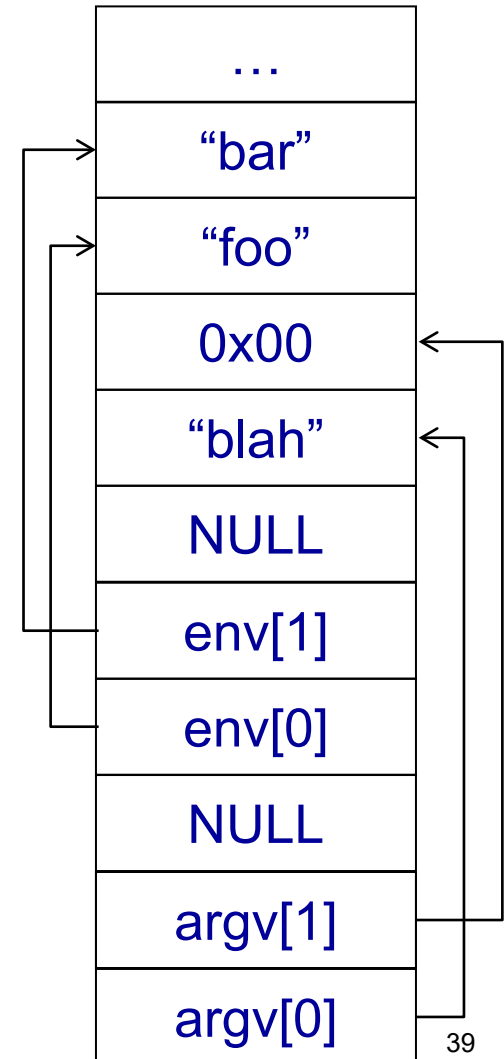 …
“bar”
“foo”
0x00
“blah”
NULL
env[1]
env[0]
NULL
argv[1]
argv[0]
39